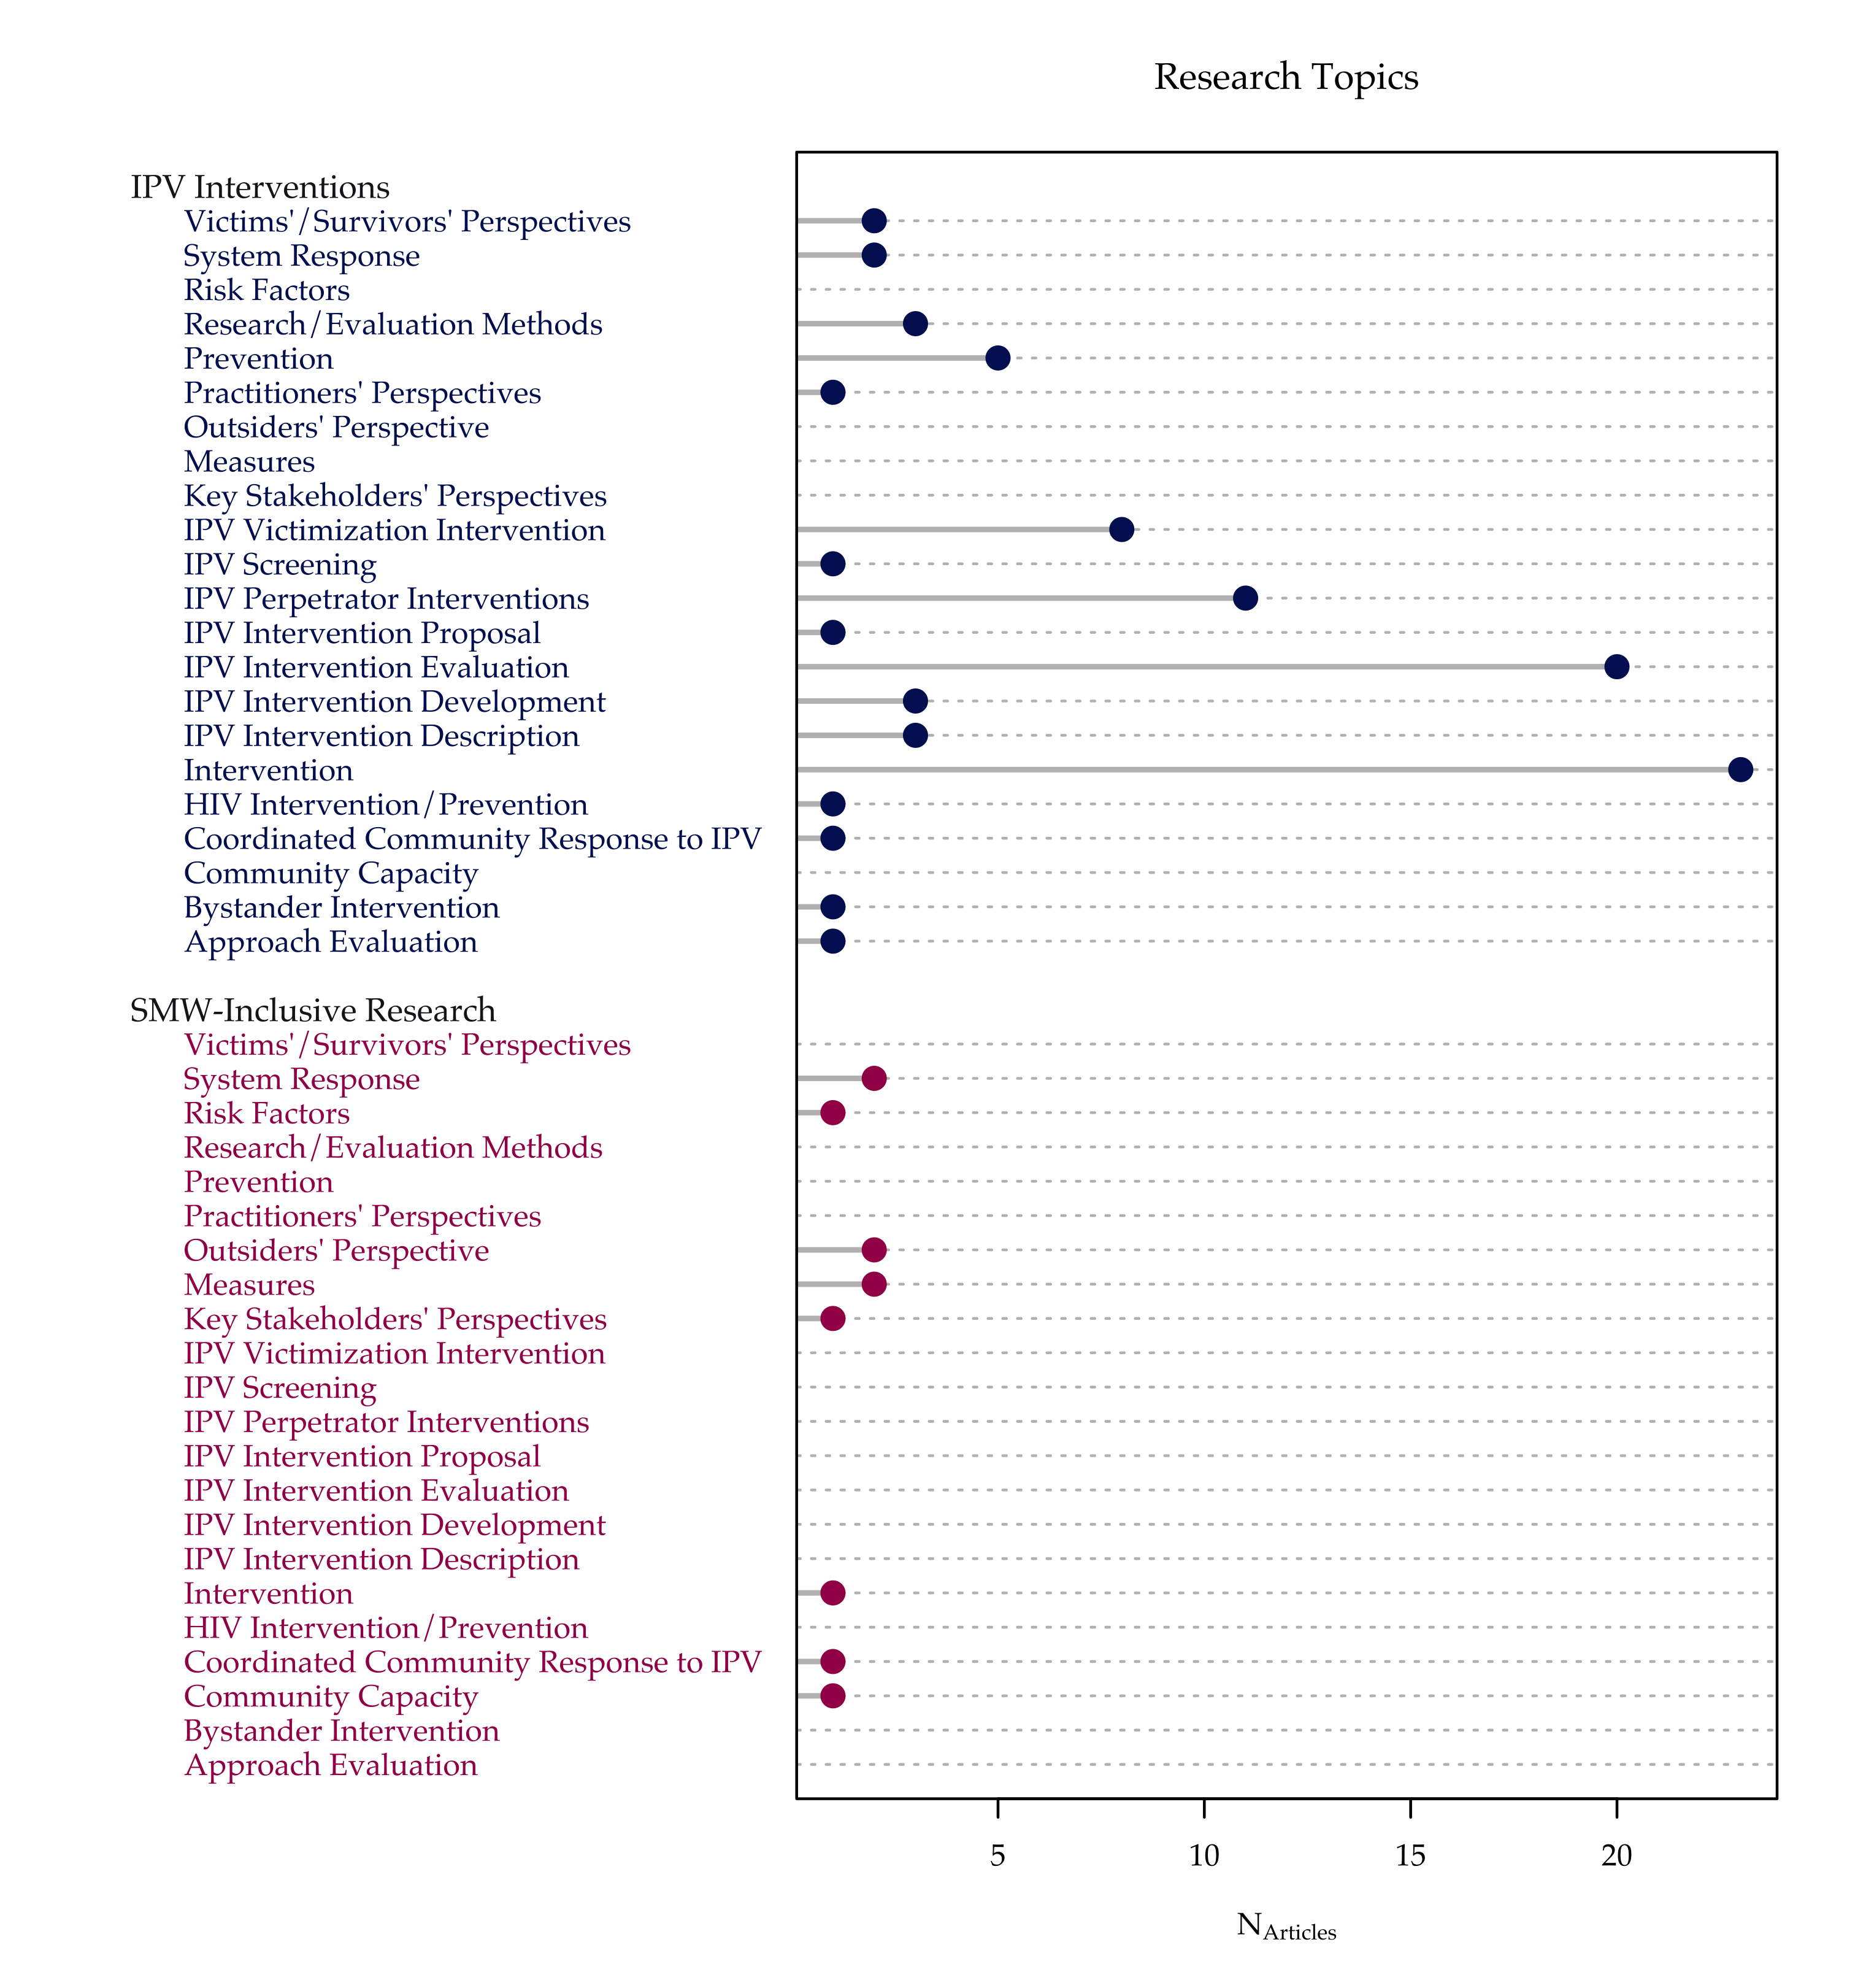 Research Topics
IPV Interventions
Victims'/Survivors' Perspectives
System Response
Risk Factors
Research/Evaluation Methods
Prevention
Practitioners' Perspectives
Outsiders' Perspective
Measures
Key Stakeholders' Perspectives
IPV Victimization Intervention
IPV Screening
IPV Perpetrator Interventions
IPV Intervention Proposal
IPV Intervention Evaluation
IPV Intervention Development
IPV Intervention Description
Intervention
HIV Intervention/Prevention
Coordinated Community Response to IPV
Community Capacity
Bystander Intervention
Approach Evaluation
SMW-Inclusive Research
Victims'/Survivors' Perspectives
System Response
Risk Factors
Research/Evaluation Methods
Prevention
Practitioners' Perspectives
Outsiders' Perspective
Measures
Key Stakeholders' Perspectives
IPV Victimization Intervention
IPV Screening
IPV Perpetrator Interventions
IPV Intervention Proposal
IPV Intervention Evaluation
IPV Intervention Development
IPV Intervention Description
Intervention
HIV Intervention/Prevention
Coordinated Community Response to IPV
Community Capacity
Bystander Intervention
Approach Evaluation
5 10 15 20
N Articles